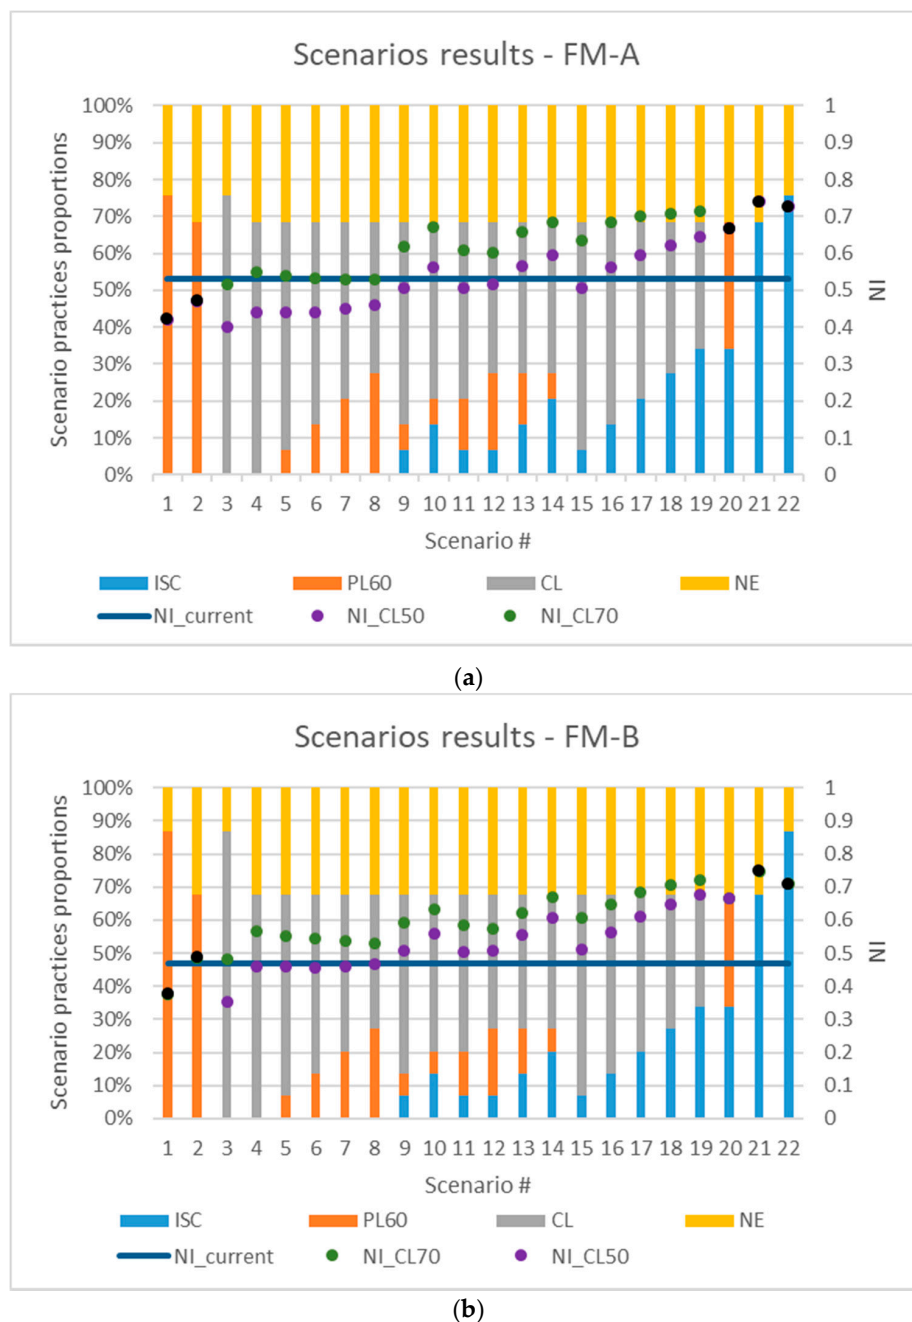 Scenarios results - FM-A
Scenario practices proportions
100%
90%
80%
70%
60%
50%
40%
30%
20%
10%
0%
1
0.9
0.8
0.7
0.6
0.5
0.4
0.3
0.2
0.1
0
NI
1 2 3 4 5 6 7 8 9 10 11 12 13 14 15 16 17 18 19 20 21 22
Scenario #
ISC PL60 CL NE
NI_current NI_CL50 NI_CL70
(a)
Scenarios results - FM-B
Scenario practices proportions
100%
90%
80%
70%
60%
50%
40%
30%
20%
10%
0%
1
0.9
0.8
0.7
0.6
0.5
0.4
0.3
0.2
0.1
0
NI
1 2 3 4 5 6 7 8 9 10 11 12 13 14 15 16 17 18 19 20 21 22
Scenario #
ISC PL60 CL NE
NI_current NI_CL70 NI_CL50
(b)